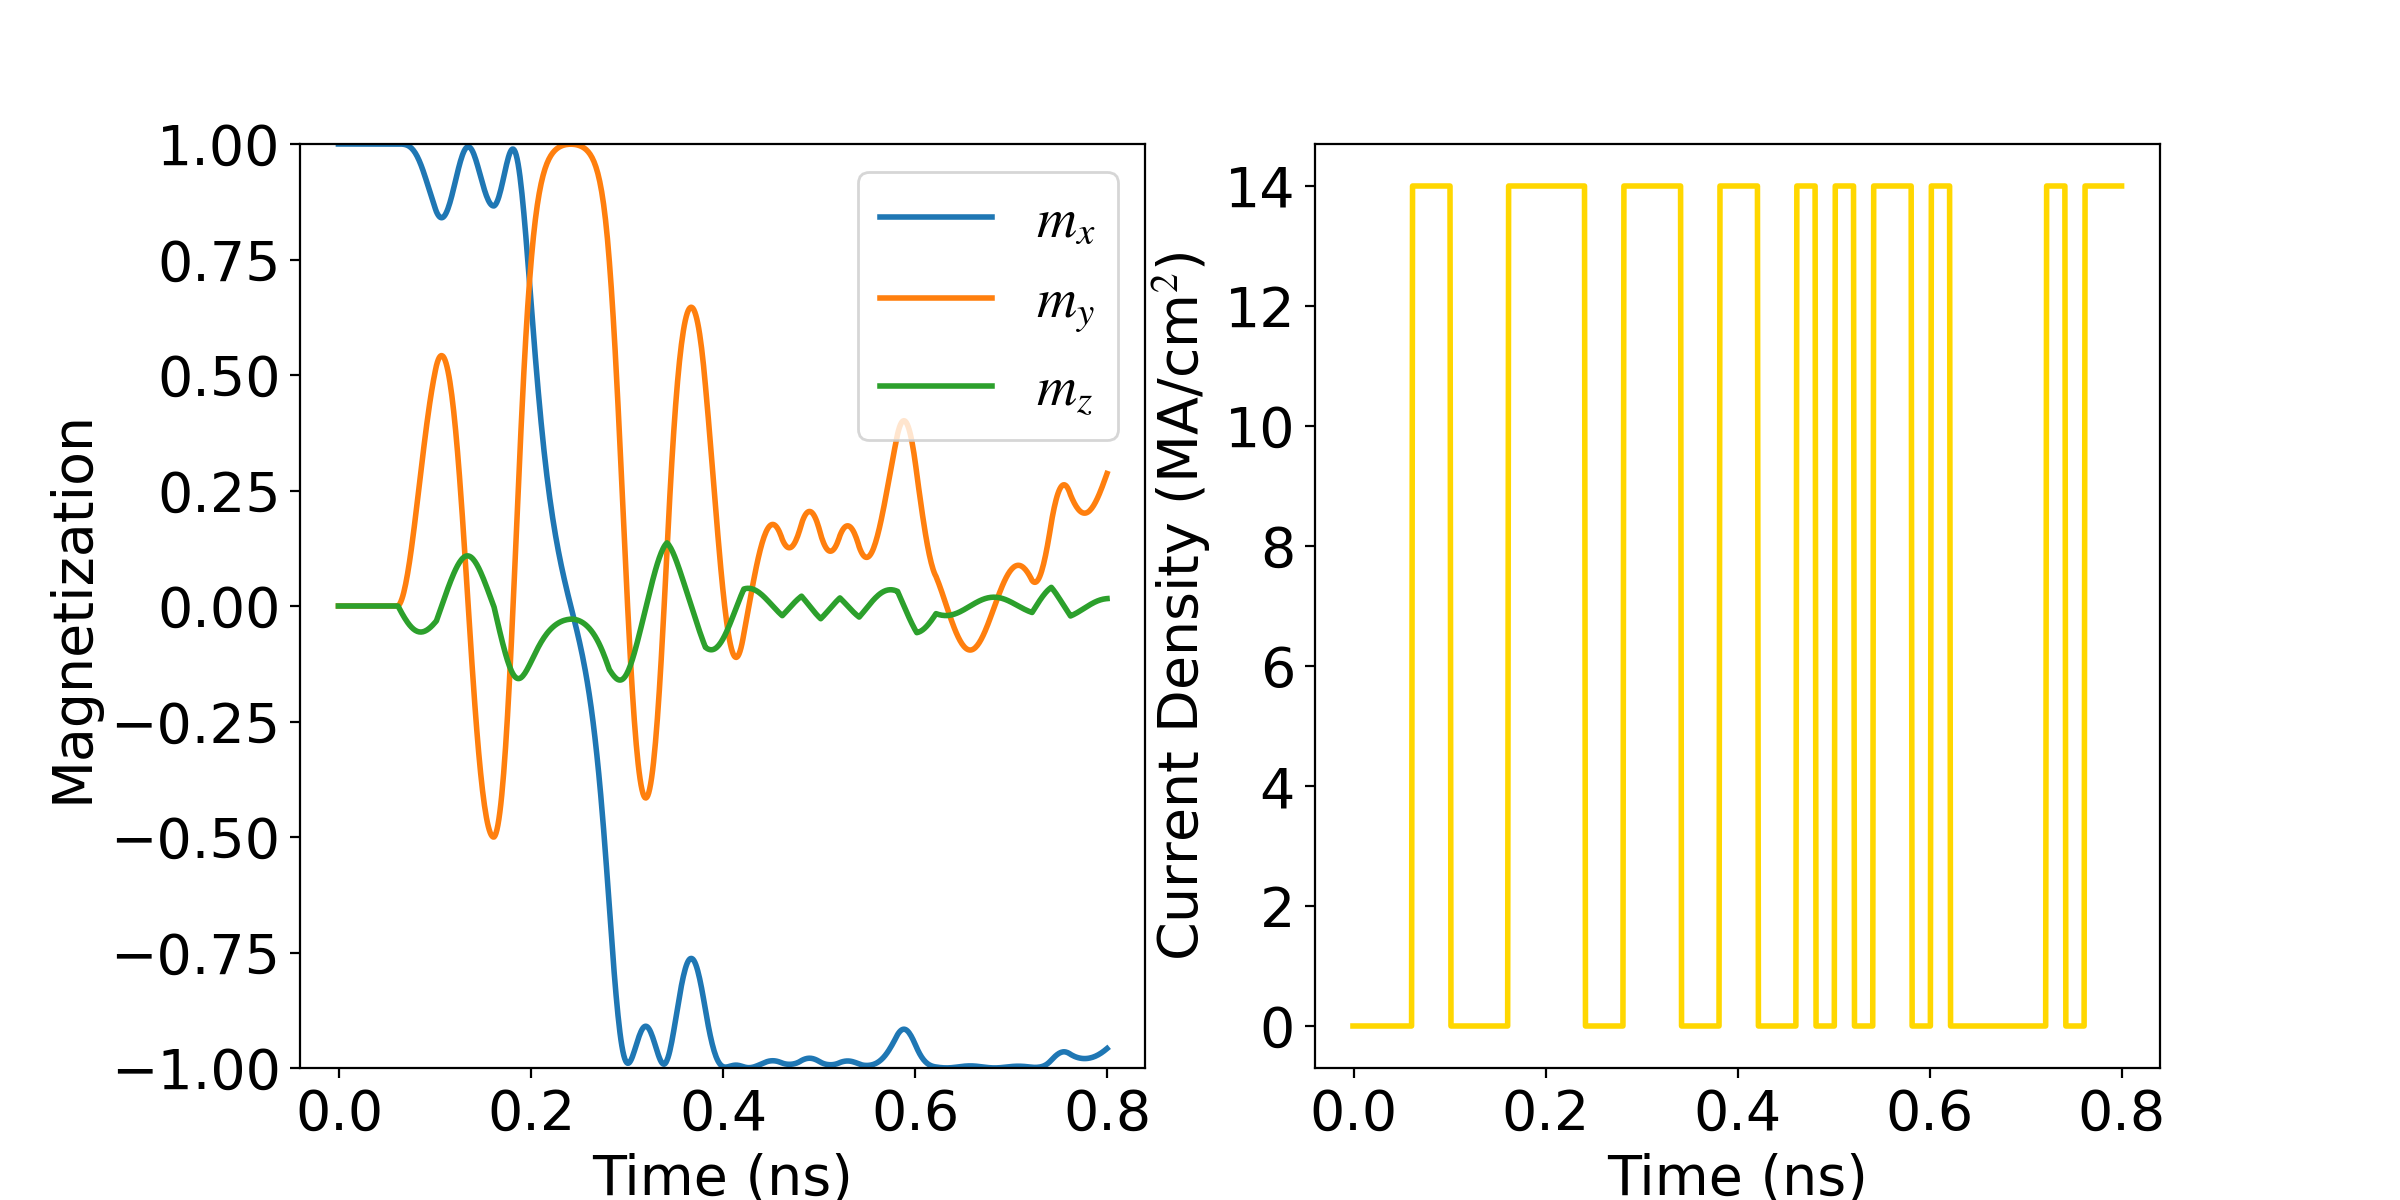 1.00
0.75
0.50
0.25
0.00
−0.25
−0.50
−0.75
−1.00
0.0 0.2 0.4 0.6 0.8
Time (ns)
Magnetization
m_x
m_y
m_z
14
12
10
8
6
4
2
0
0.0 0.2 0.4 0.6 0.8
Time (ns)
Current Density (MA/cm²)